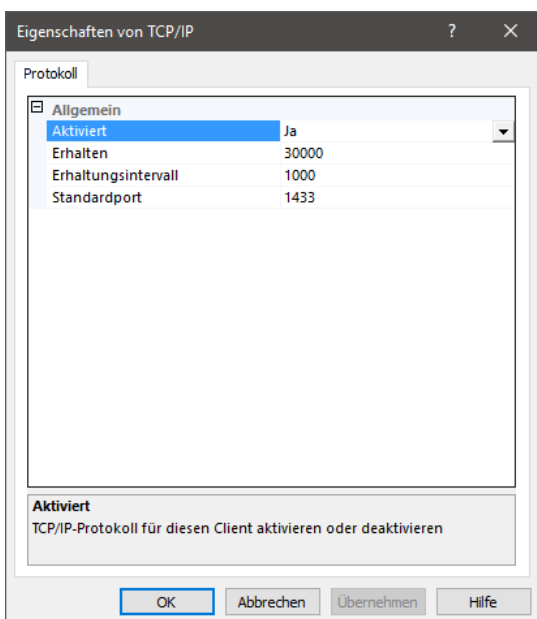 Eigenschaften von TCP/IP ? ×
Protokoll
Allgemein
Aktiviert Ja
Erhalten 30000
Erhaltungsintervall 1000
Standardport 1433
Aktiviert
TCP/IP-Protokoll für diesen Client aktivieren oder deaktivieren
OK Abbrechen Übernehmen Hilfe